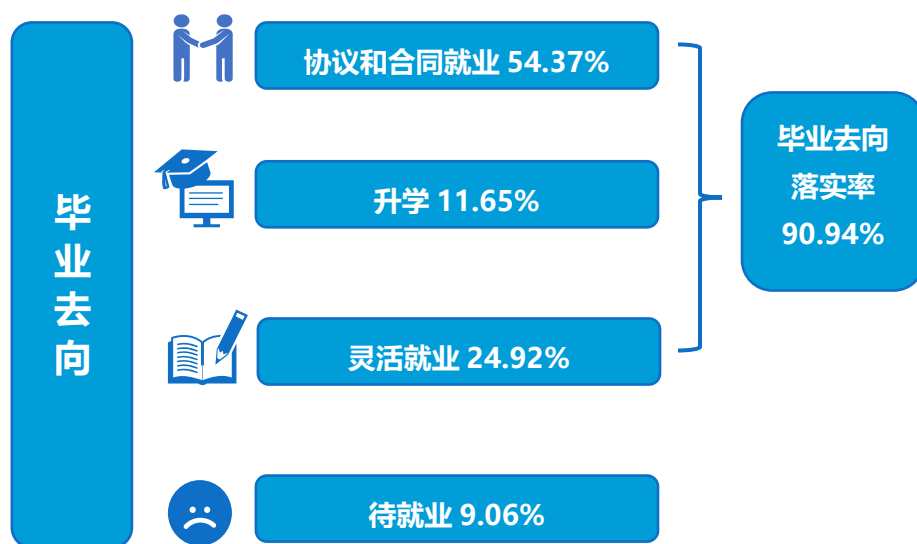 毕业去向
协议和合同就业 54.37%
升学 11.65%
灵活就业 24.92%
待就业 9.06%
毕业去向
落实率
90.94%